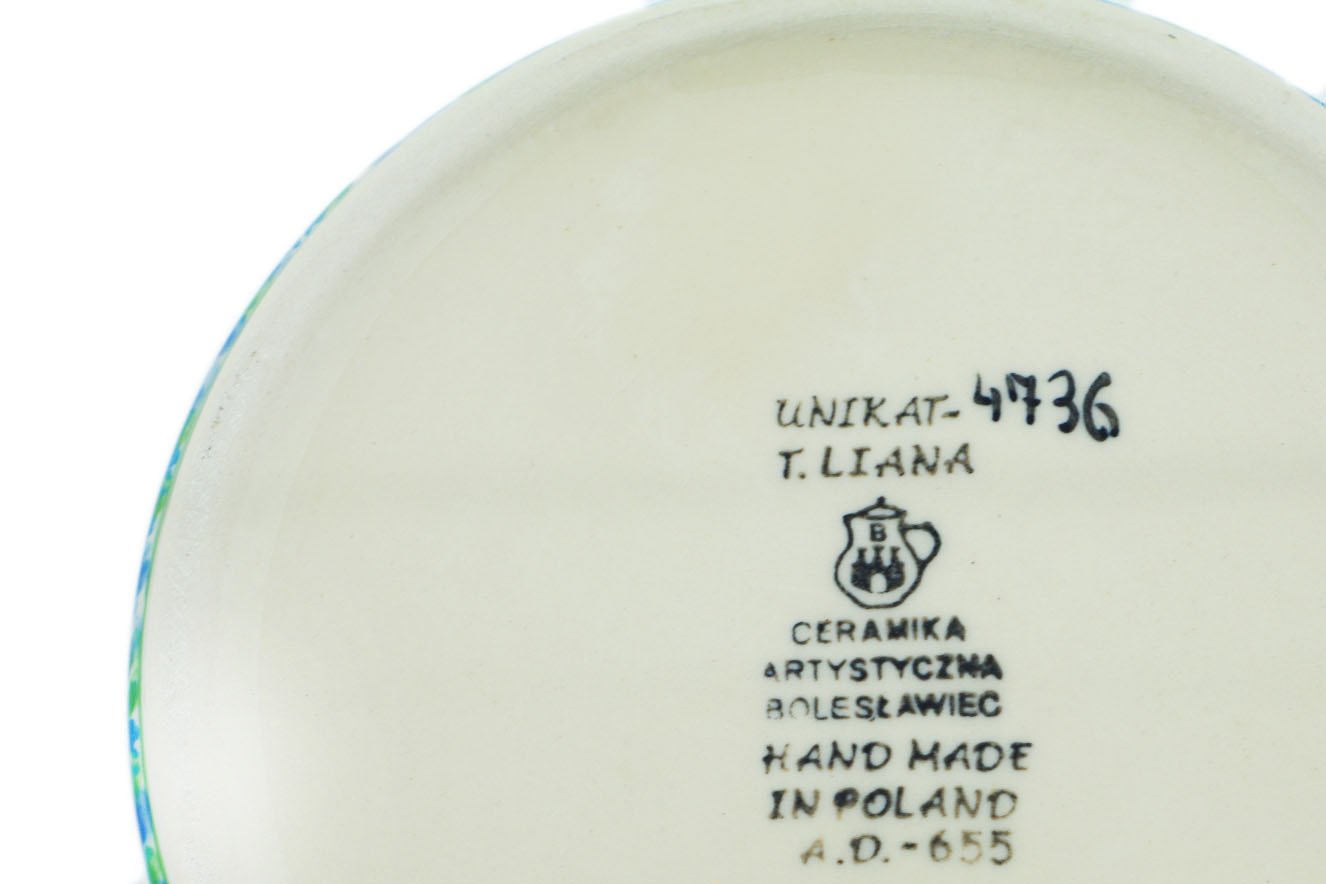 UNIKAT-4736
T. LIANA
B
CERAMIKA
ARTYSTYCZNA
BOLESŁAWIEC
HAND MADE
IN POLAND
A.D.-655